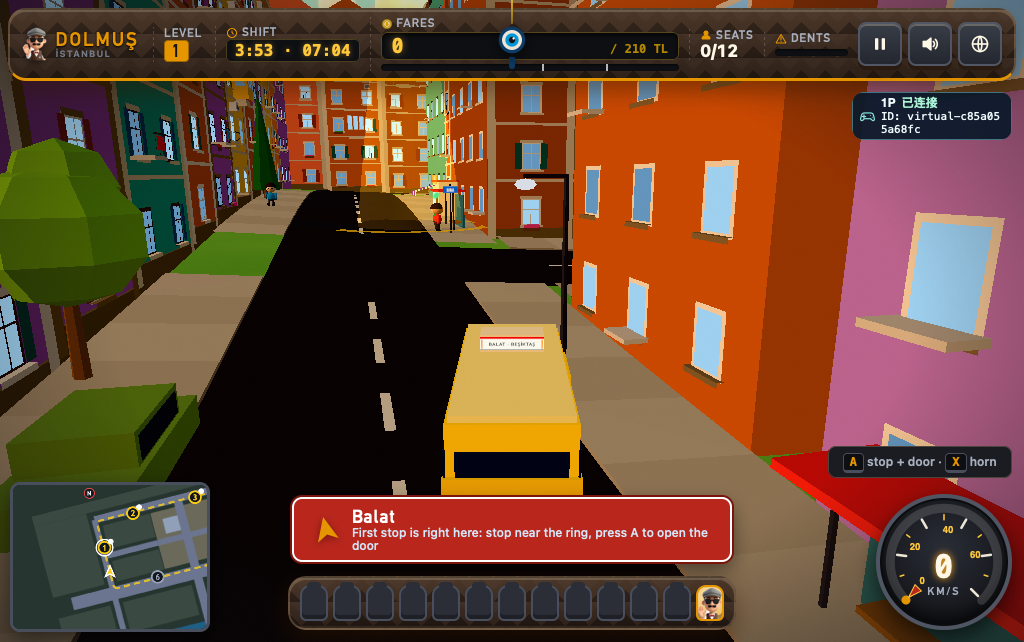 DOLMUŞ
İSTANBUL
LEVEL
1
SHIFT
3:53 · 07:04
FARES
0
/ 210 TL
SEATS
0/12
DENTS
1P 已连接
ID: virtual-c85a05
5a68fc
BALAT - BEŞİKTAŞ
A stop + door · X horn
N
3
2
1
6
Balat
First stop is right here: stop near the ring, press A to open the
door
40
20
60
0
0
KM/S